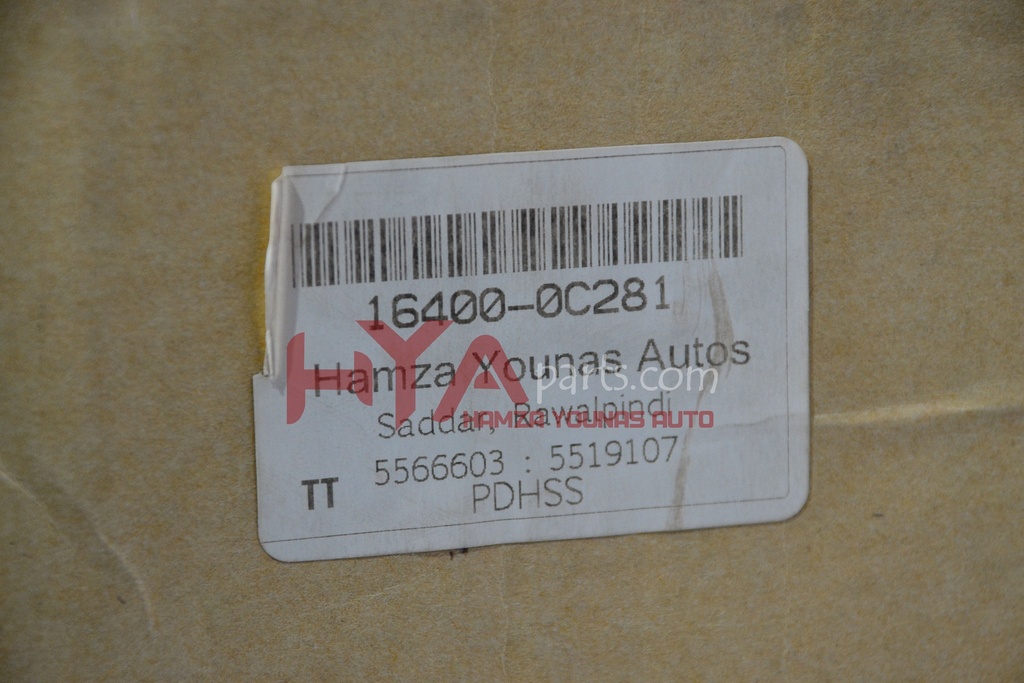 16400-0C281
Hamza Younas Autos
Saddar, Rawalpindi
5566603 : 5519107
TT
PDHSS
HYA parts.com
HAMZA YOUNAS AUTO